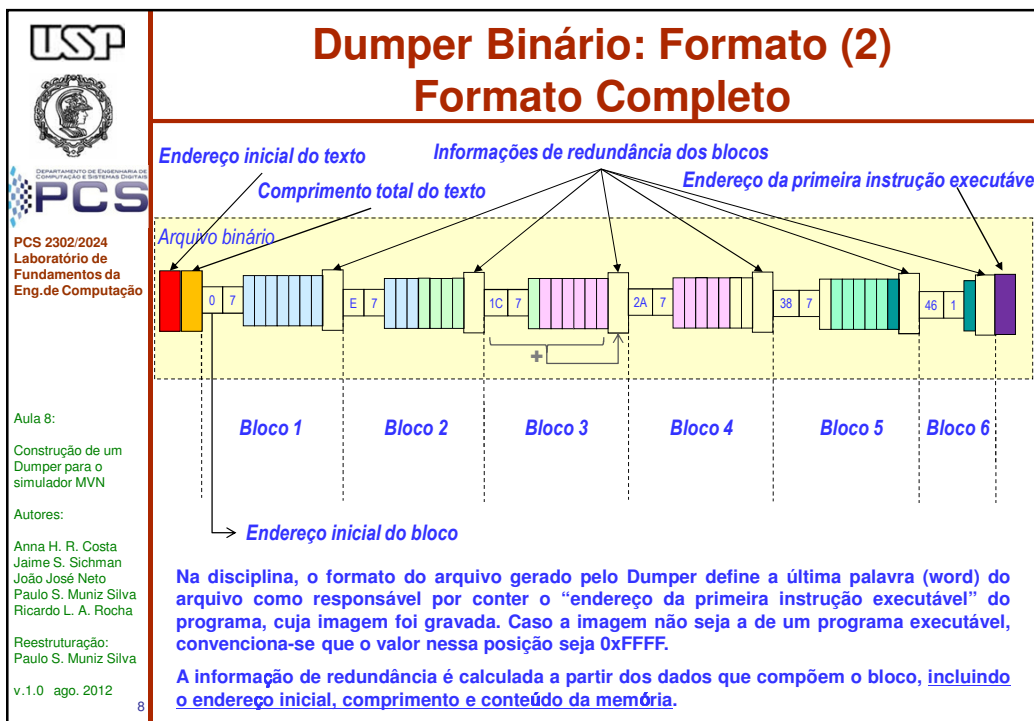 USP
DEPARTAMENTO DE ENGENHARIA DE
COMPUTAÇÃO E SISTEMAS DIGITAIS
PCS
PCS 2302/2024
Laboratório de
Fundamentos da
Eng.de Computação
Aula 8:
Construção de um
Dumper para o
simulador MVN
Autores:
Anna H. R. Costa
Jaime S. Sichman
João José Neto
Paulo S. Muniz Silva
Ricardo L. A. Rocha
Reestruturação:
Paulo S. Muniz Silva
v.1.0 ago. 2012
8
Dumper Binário: Formato (2)
Formato Completo
Endereço inicial do texto
Informações de redundância dos blocos
Comprimento total do texto
Endereço da primeira instrução executáve
Arquivo binário
0 7
E 7
1C 7
2A 7
38 7
46 1
+
Bloco 1
Bloco 2
Bloco 3
Bloco 4
Bloco 5
Bloco 6
Endereço inicial do bloco
Na disciplina, o formato do arquivo gerado pelo Dumper define a última palavra (word) do
arquivo como responsável por conter o “endereço da primeira instrução executável” do
programa, cuja imagem foi gravada. Caso a imagem não seja a de um programa executável,
convenciona-se que o valor nessa posição seja 0xFFFF.
A informação de redundância é calculada a partir dos dados que compõem o bloco, incluindo
o endereço inicial, comprimento e conteúdo da memória.